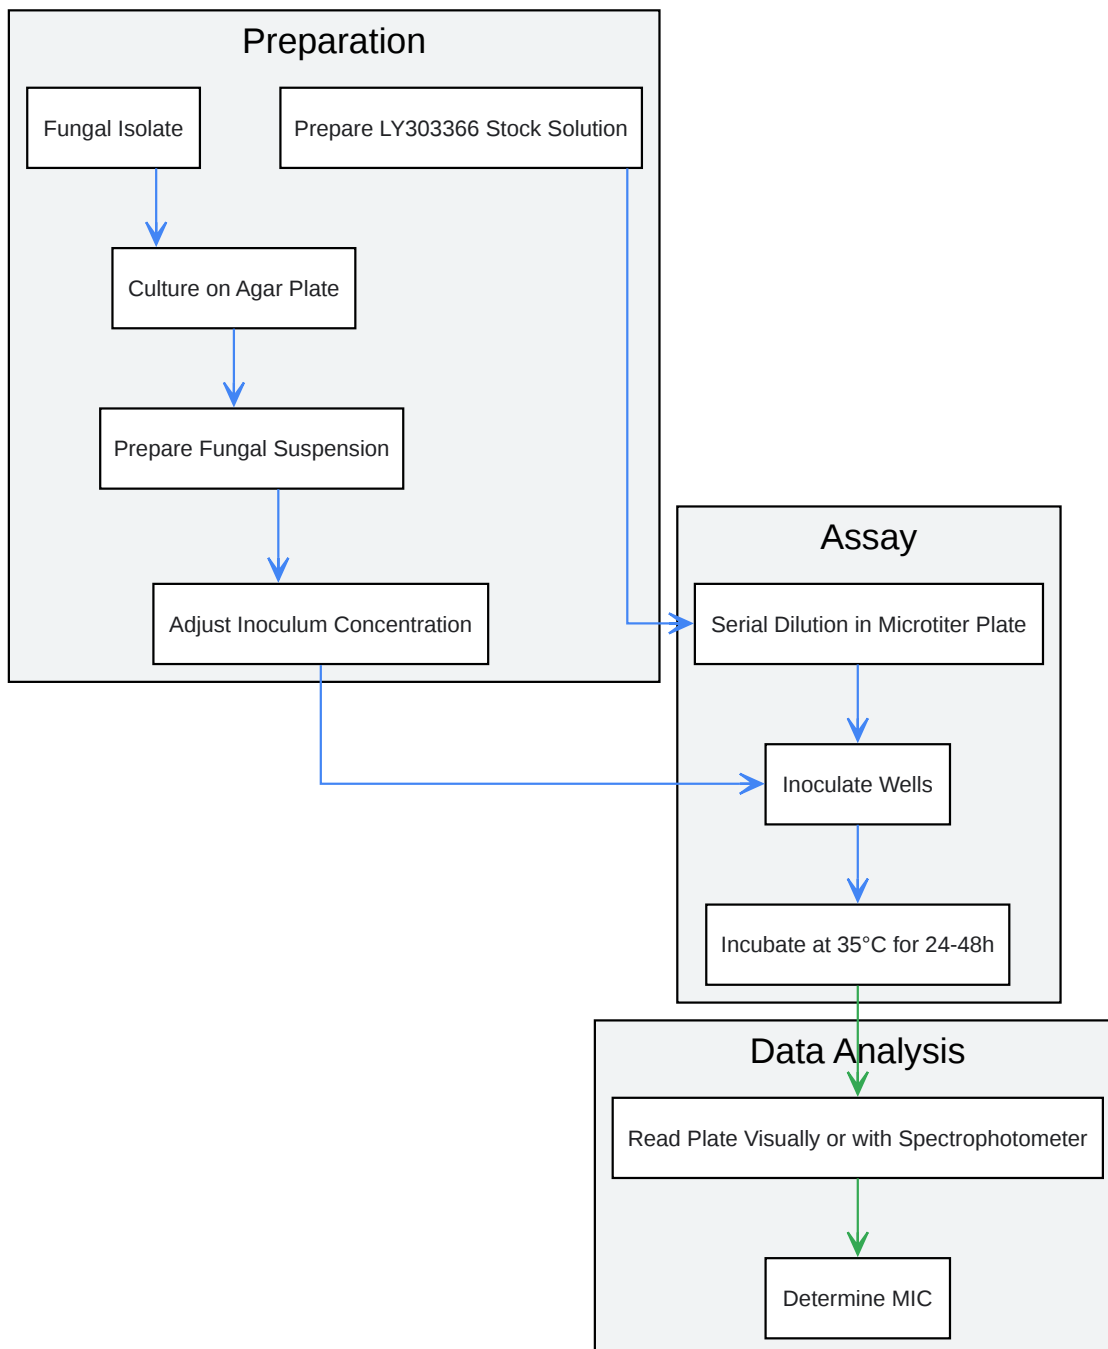 Preparation
Fungal Isolate
Prepare LY303366 Stock Solution
Culture on Agar Plate
Prepare Fungal Suspension
Adjust Inoculum Concentration
Assay
Serial Dilution in Microtiter Plate
Inoculate Wells
Incubate at 35°C for 24-48h
Data Analysis
Read Plate Visually or with Spectrophotometer
Determine MIC